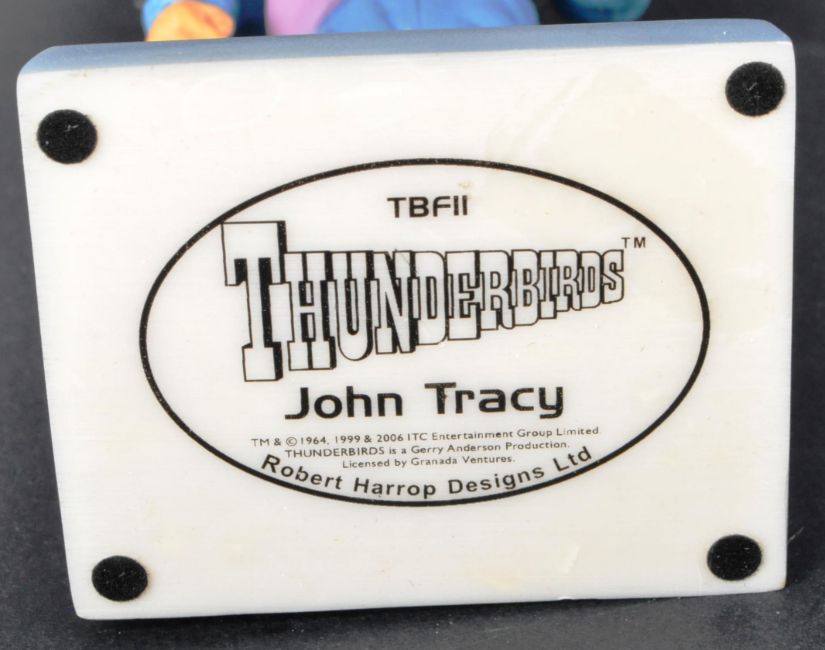 TBF11
THUNDERBIRDS™
John Tracy
TM & © 1964, 1999 & 2006 ITC Entertainment Group Limited
THUNDERBIRDS is a Gerry Anderson Production.
Licensed by Granada Ventures.
Robert Harrop Designs Ltd